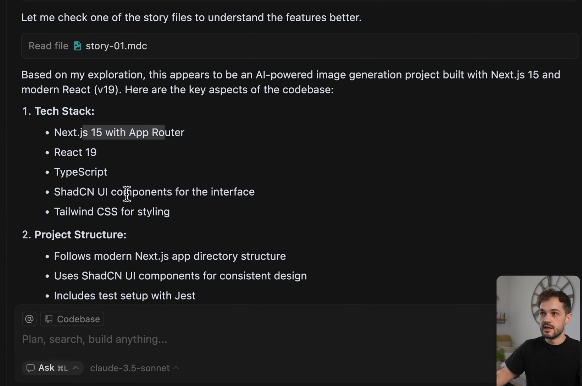 Let me check one of the story files to understand the features better.
Read file story-01.mdc
Based on my exploration, this appears to be an AI-powered image generation project built with Next.js 15 and
modern React (v19). Here are the key aspects of the codebase:
1. Tech Stack:
• Next.js 15 with App Router
• React 19
• TypeScript
• ShadCN UI components for the interface
• Tailwind CSS for styling
2. Project Structure:
• Follows modern Next.js app directory structure
• Uses ShadCN UI components for consistent design
• Includes test setup with Jest
@ Codebase
Plan, search, build anything...
Ask ⌘L claude-3.5-sonnet